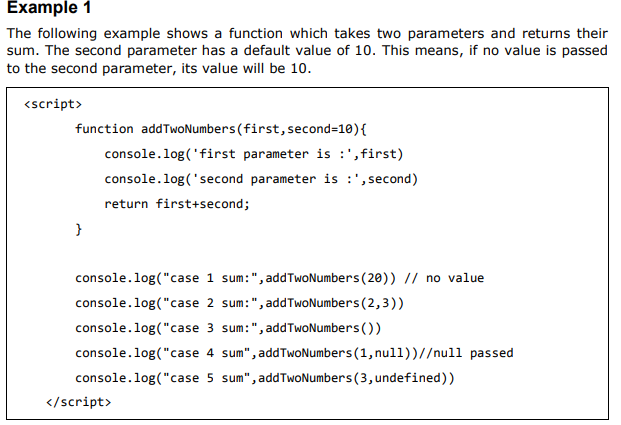 Example 1
The following example shows a function which takes two parameters and returns their
sum. The second parameter has a default value of 10. This means, if no value is passed
to the second parameter, its value will be 10.
<script>
function addTwoNumbers(first,second=10){
console.log('first parameter is :',first)
console.log('second parameter is :',second)
return first+second;
}
console.log("case 1 sum:",addTwoNumbers(20)) // no value
console.log("case 2 sum:",addTwoNumbers(2,3))
console.log("case 3 sum:",addTwoNumbers())
console.log("case 4 sum",addTwoNumbers(1,null))//null passed
console.log("case 5 sum",addTwoNumbers(3,undefined))
</script>